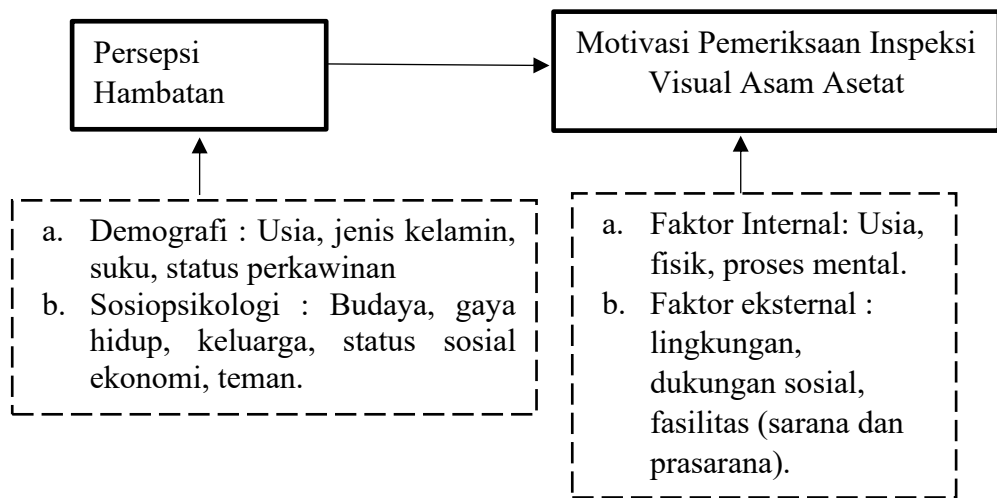 Persepsi
Hambatan
Motivasi Pemeriksaan Inspeksi
Visual Asam Asetat
a. Demografi : Usia, jenis kelamin,
suku, status perkawinan
b. Sosiopsikologi : Budaya, gaya
hidup, keluarga, status sosial
ekonomi, teman.
a. Faktor Internal: Usia,
fisik, proses mental.
b. Faktor eksternal :
lingkungan,
dukungan sosial,
fasilitas (sarana dan
prasarana).